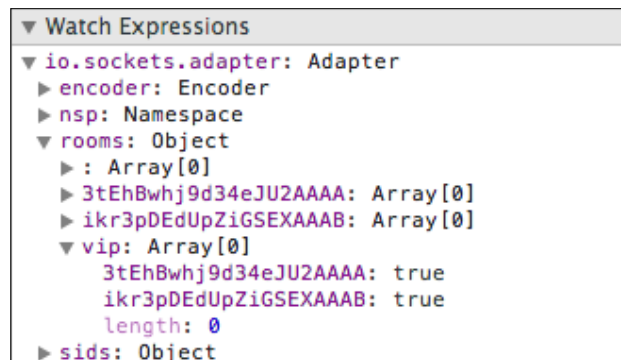 ▼ Watch Expressions
▼ io.sockets.adapter: Adapter
▶ encoder: Encoder
▶ nsp: Namespace
▼ rooms: Object
▶ : Array[0]
▶ 3tEhBwhj9d34eJU2AAAA: Array[0]
▶ ikr3pDEdUpZiGSEXAAAB: Array[0]
▼ vip: Array[0]
3tEhBwhj9d34eJU2AAAA: true
ikr3pDEdUpZiGSEXAAAB: true
length: 0
▶ sids: Object